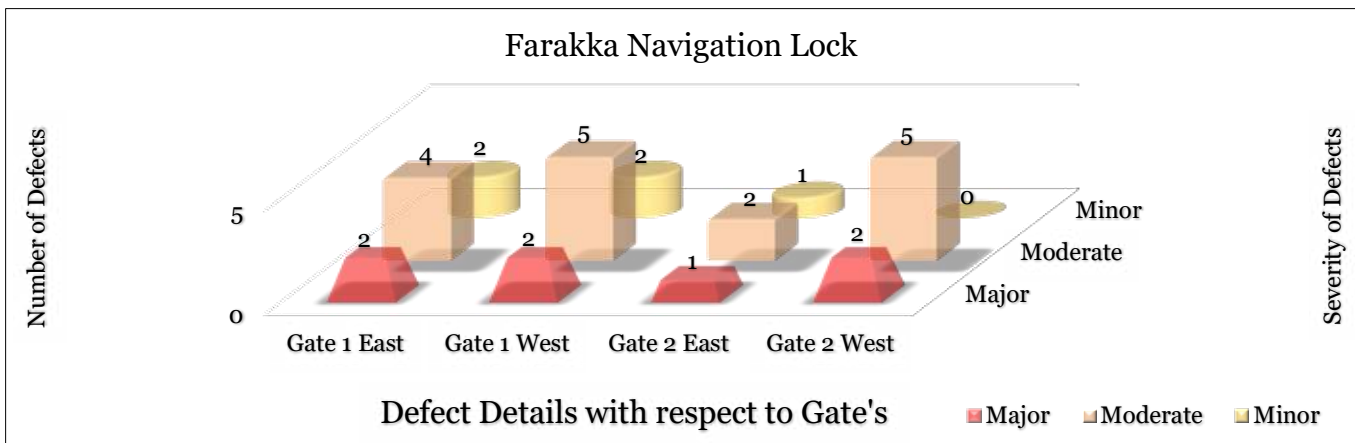 Farakka Navigation Lock
Number of Defects
Severity of Defects
5
0
4
2
5
2
2
1
5
0
2
2
1
2
Minor
Moderate
Major
Gate 1 East
Gate 1 West
Gate 2 East
Gate 2 West
Defect Details with respect to Gate's
Major
Moderate
Minor